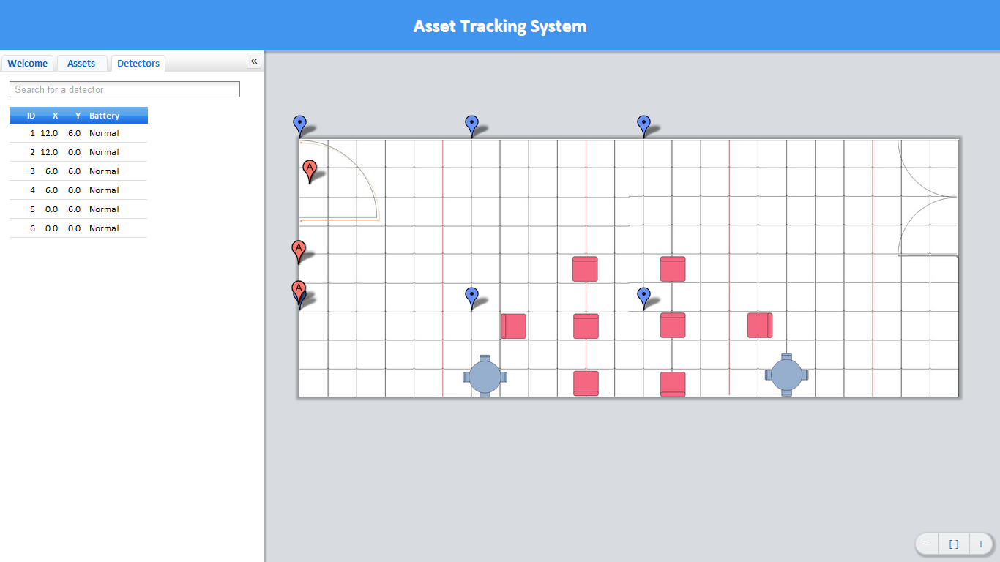 Asset Tracking System
Welcome Assets Detectors «
Search for a detector
ID X Y Battery
1 12.0 6.0 Normal
2 12.0 0.0 Normal
3 6.0 6.0 Normal
4 6.0 0.0 Normal
5 0.0 6.0 Normal
6 0.0 0.0 Normal
A
A
A
− [ ] +